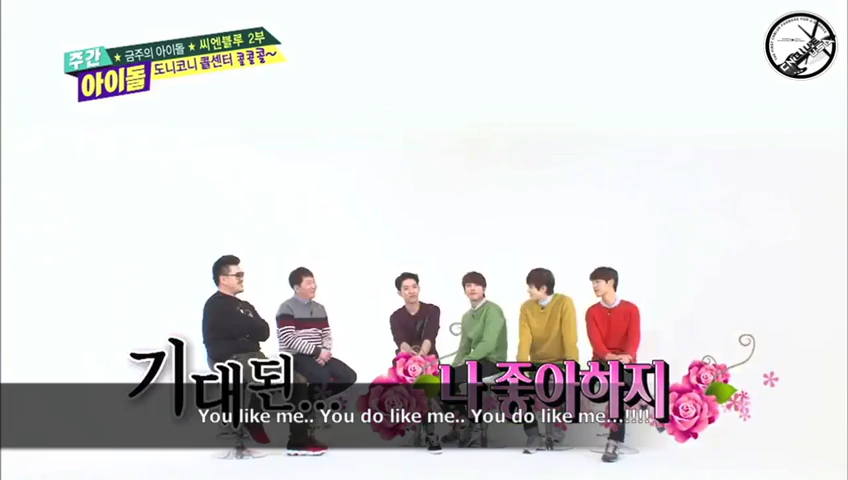 주간 아이돌
★ 금주의 아이돌 ★ 씨엔블루 2부
도니코니 콜센터 콜콜콜~
기대된... 나 좋아하지
You like me.. You do like me.. You do like me...!!!!